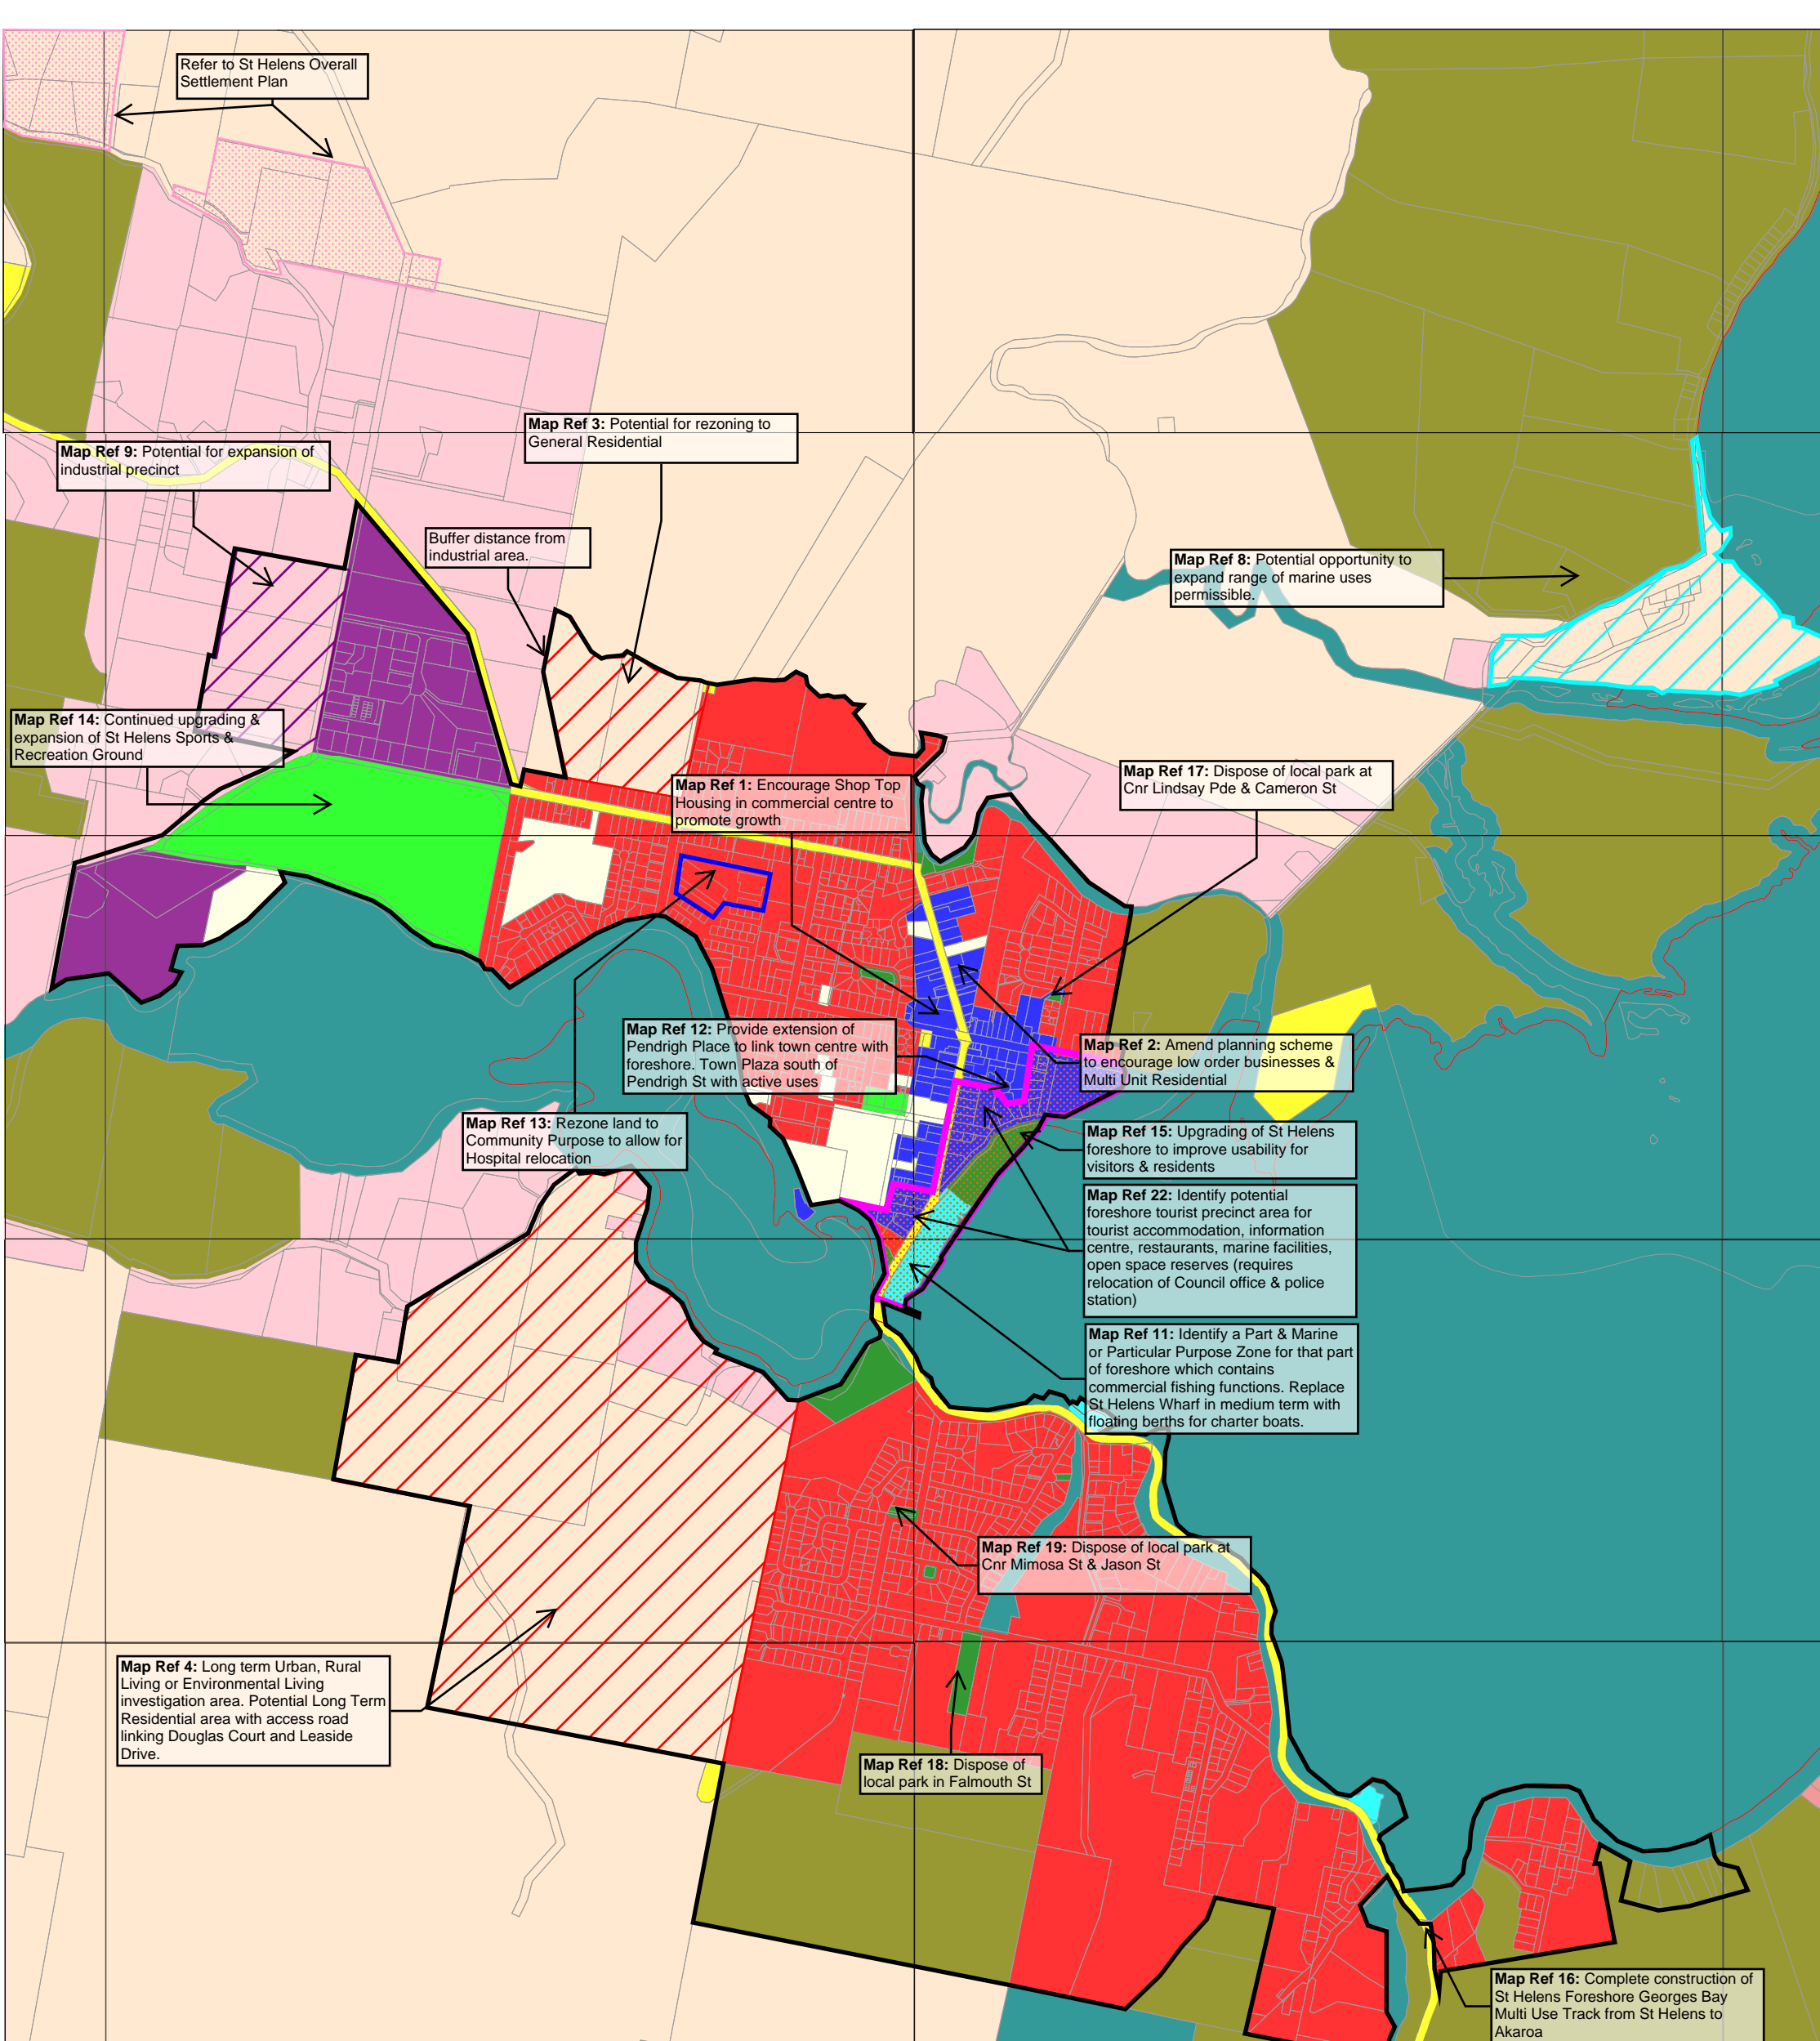 Refer to St Helens Overall
Settlement Plan
Map Ref 3: Potential for rezoning to
General Residential
Map Ref 9: Potential for expansion of
industrial precinct
Buffer distance from
industrial area.
Map Ref 8: Potential opportunity to
expand range of marine uses
permissible.
Map Ref 14: Continued upgrading &
expansion of St Helens Sports &
Recreation Ground
Map Ref 1: Encourage Shop Top
Housing in commercial centre to
promote growth
Map Ref 17: Dispose of local park at
Cnr Lindsay Pde & Cameron St
Map Ref 12: Provide extension of
Pendrigh Place to link town centre with
foreshore. Town Plaza south of
Pendrigh St with active uses
Map Ref 2: Amend planning scheme
to encourage low order businesses &
Multi Unit Residential
Map Ref 13: Rezone land to
Community Purpose to allow for
Hospital relocation
Map Ref 15: Upgrading of St Helens
foreshore to improve usability for
visitors & residents
Map Ref 22: Identify potential
foreshore tourist precinct area for
tourist accommodation, information
centre, restaurants, marine facilities,
open space reserves (requires
relocation of Council office & police
station)
Map Ref 11: Identify a Part & Marine
or Particular Purpose Zone for that part
of foreshore which contains
commercial fishing functions. Replace
St Helens Wharf in medium term with
floating berths for charter boats.
Map Ref 19: Dispose of local park at
Cnr Mimosa St & Jason St
Map Ref 4: Long term Urban, Rural
Living or Environmental Living
investigation area. Potential Long Term
Residential area with access road
linking Douglas Court and Leaside
Drive.
Map Ref 18: Dispose of
local park in Falmouth St
Map Ref 16: Complete construction of
St Helens Foreshore Georges Bay
Multi Use Track from St Helens to
Akaroa